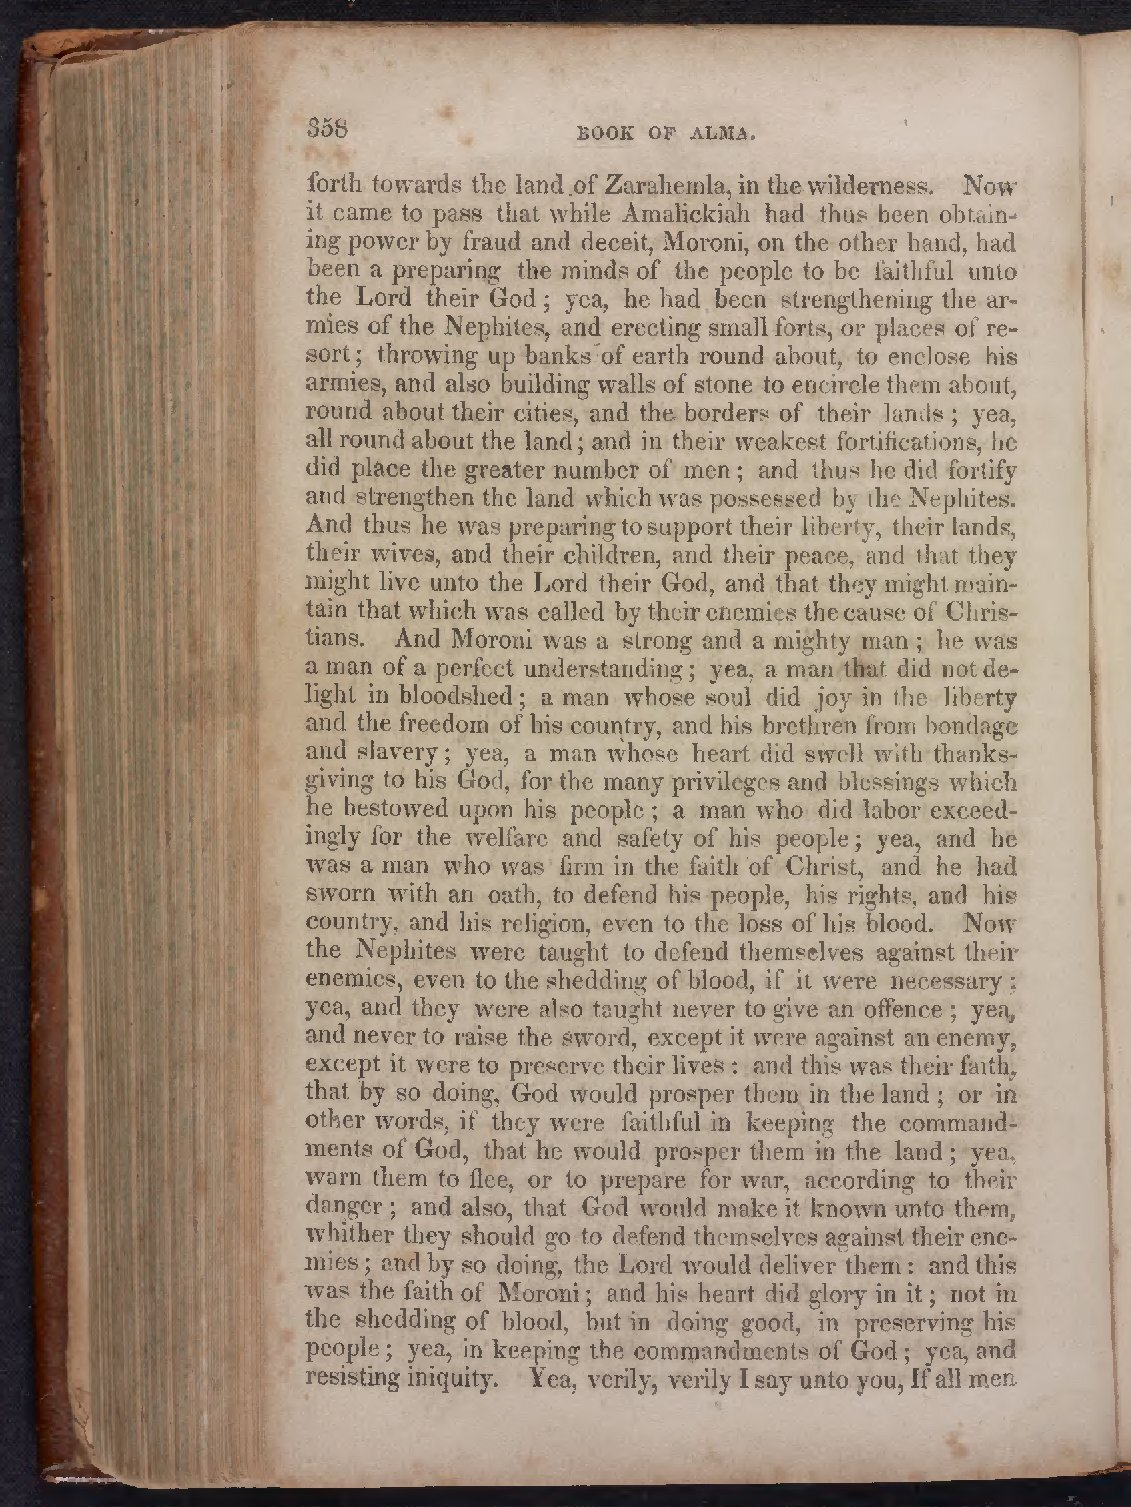 358 BOOK OF ALMA.
forth towards the land of Zarahemla, in the wilderness. Now
it came to pass that while Amalickiah had thus been obtain-
ing power by fraud and deceit, Moroni, on the other hand, had
been a preparing the minds of the people to be faithful unto
the Lord their God; yea, he had been strengthening the ar-
mies of the Nephites, and erecting small forts, or places of re-
sort; throwing up banks of earth round about, to enclose his
armies, and also building walls of stone to encircle them about,
round about their cities, and the borders of their lands; yea,
all round about the land; and in their weakest fortifications, he
did place the greater number of men; and thus he did fortify
and strengthen the land which was possessed by the Nephites.
And thus he was preparing to support their liberty, their lands,
their wives, and their children, and their peace, and that they
might live unto the Lord their God, and that they might main-
tain that which was called by their enemies the cause of Chris-
tians. And Moroni was a strong and a mighty man; he was
a man of a perfect understanding; yea, a man that did not de-
light in bloodshed; a man whose soul did joy in the liberty
and the freedom of his country, and his brethren from bondage
and slavery; yea, a man whose heart did swell with thanks-
giving to his God, for the many privileges and blessings which
he bestowed upon his people; a man who did labor exceed-
ingly for the welfare and safety of his people; yea, and he
was a man who was firm in the faith of Christ, and he had
sworn with an oath, to defend his people, his rights, and his
country, and his religion, even to the loss of his blood. Now
the Nephites were taught to defend themselves against their
enemies, even to the shedding of blood, if it were necessary;
yea, and they were also taught never to give an offence; yea,
and never to raise the sword, except it were against an enemy,
except it were to preserve their lives: and this was their faith,
that by so doing, God would prosper them in the land; or in
other words, if they were faithful in keeping the command-
ments of God, that he would prosper them in the land; yea,
warn them to flee, or to prepare for war, according to their
danger; and also, that God would make it known unto them,
whither they should go to defend themselves against their ene-
mies; and by so doing, the Lord would deliver them: and this
was the faith of Moroni; and his heart did glory in it; not in
the shedding of blood, but in doing good, in preserving his
people; yea, in keeping the commandments of God; yea, and
resisting iniquity. Yea, verily, verily I say unto you, If all men